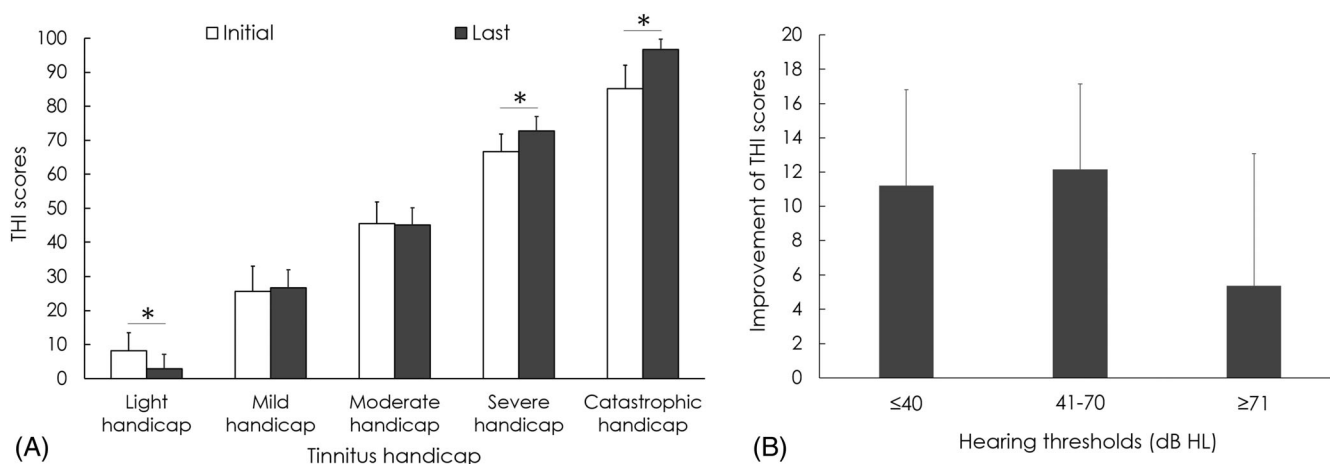 Initial
Last
THI scores
100
90
80
70
60
50
40
30
20
10
0
*
*
*
Light handicap
Mild handicap
Moderate handicap
Severe handicap
Catastrophic handicap
Tinnitus handicap
(A)
Improvement of THI scores
20
18
16
14
12
10
8
6
4
2
0
≤40
41-70
≥71
Hearing thresholds (dB HL)
(B)